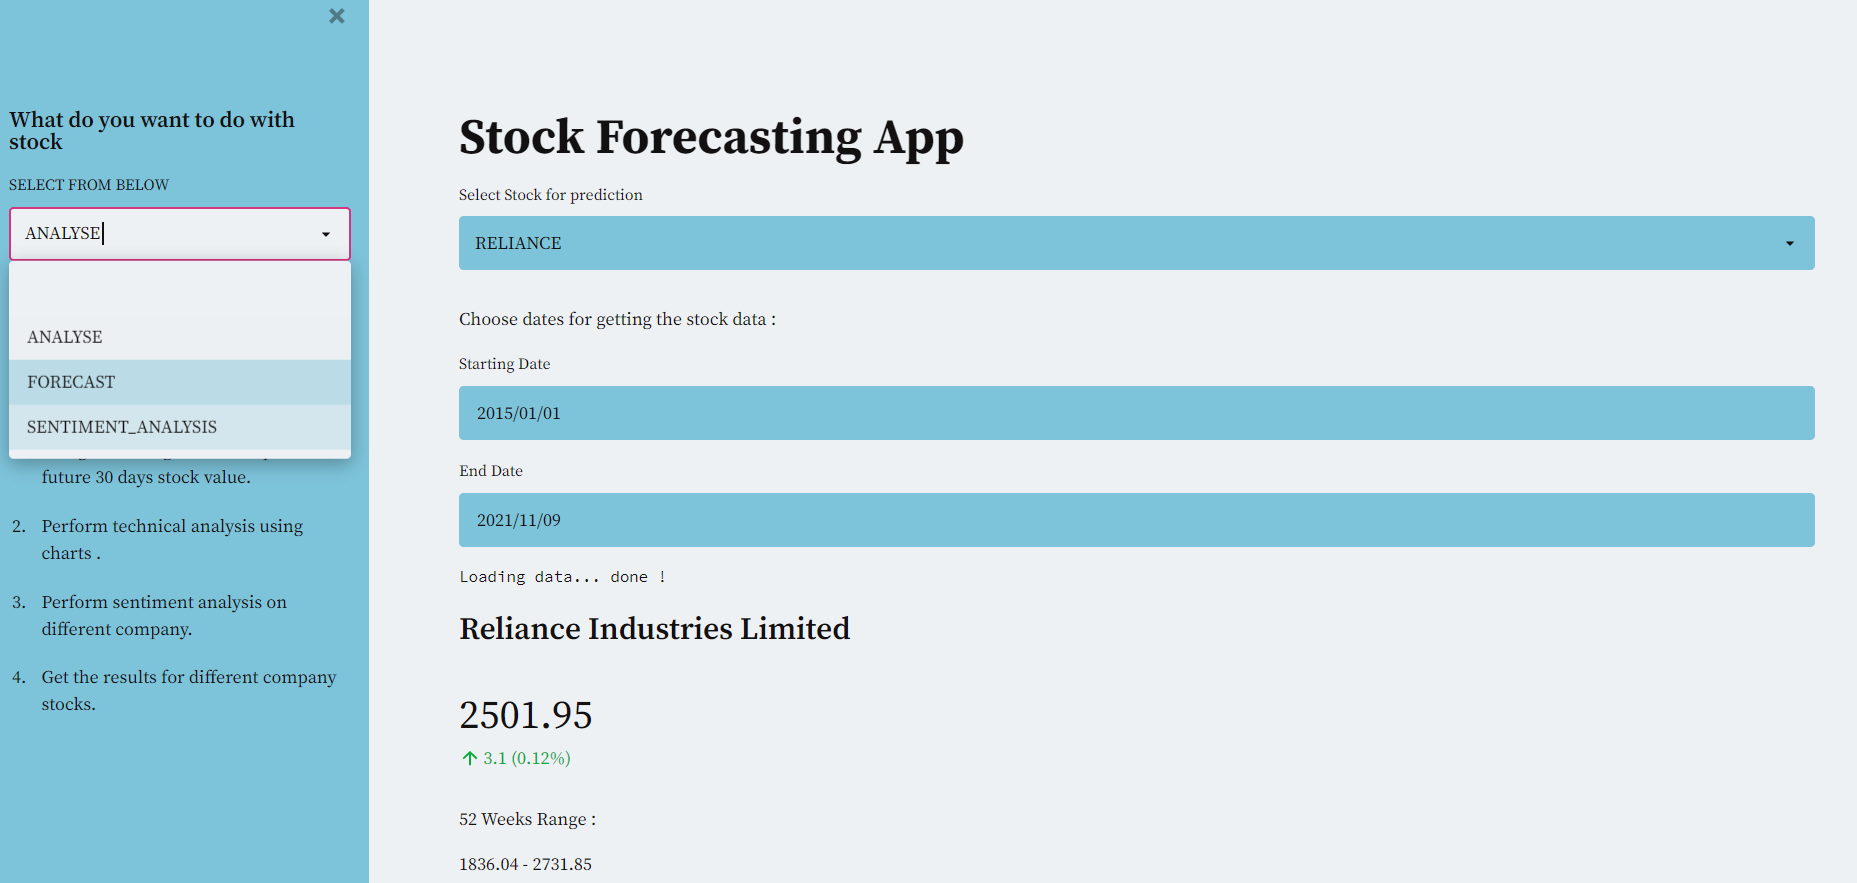 What do you want to do with
stock
SELECT FROM BELOW
ANALYSE
ANALYSE
FORECAST
SENTIMENT_ANALYSIS
future 30 days stock value.
2. Perform technical analysis using
charts .
3. Perform sentiment analysis on
different company.
4. Get the results for different company
stocks.
Stock Forecasting App
Select Stock for prediction
RELIANCE
Choose dates for getting the stock data :
Starting Date
2015/01/01
End Date
2021/11/09
Loading data... done !
Reliance Industries Limited
2501.95
↑ 3.1 (0.12%)
52 Weeks Range :
1836.04 - 2731.85